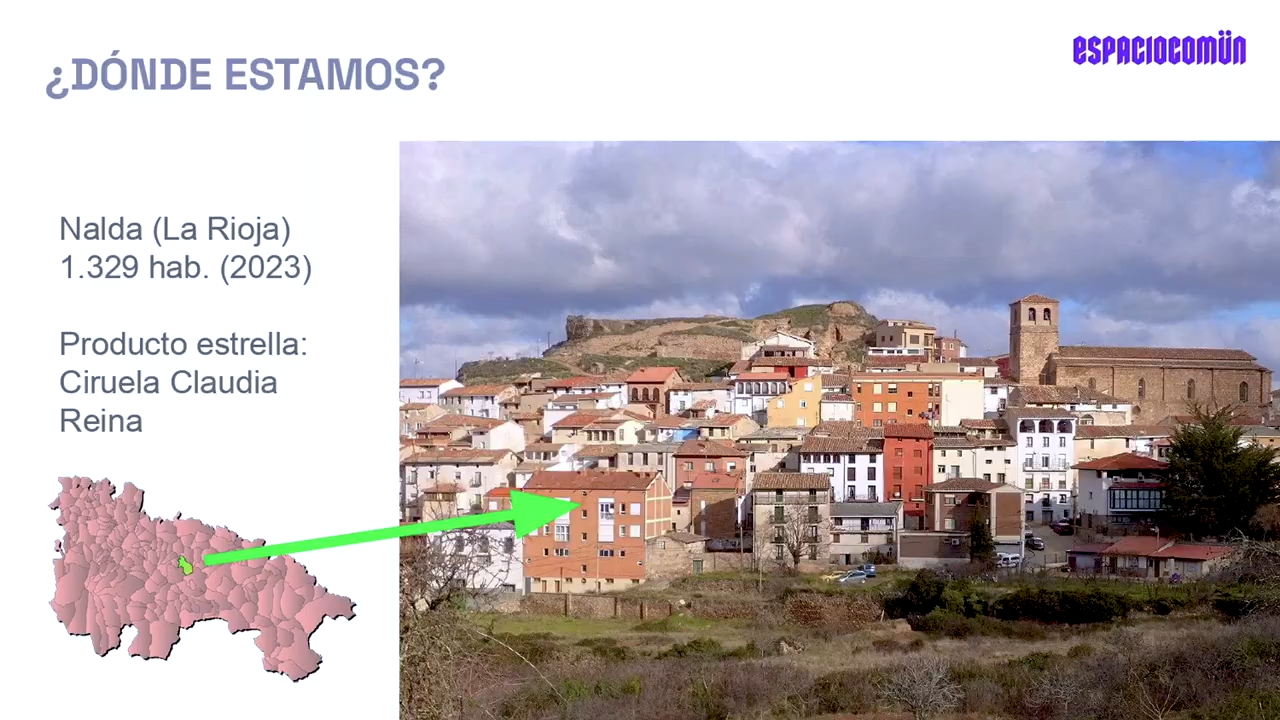 ¿DÓNDE ESTAMOS?
ESPACIOCOMÜN
Nalda (La Rioja)
1.329 hab. (2023)
Producto estrella:
Ciruela Claudia
Reina